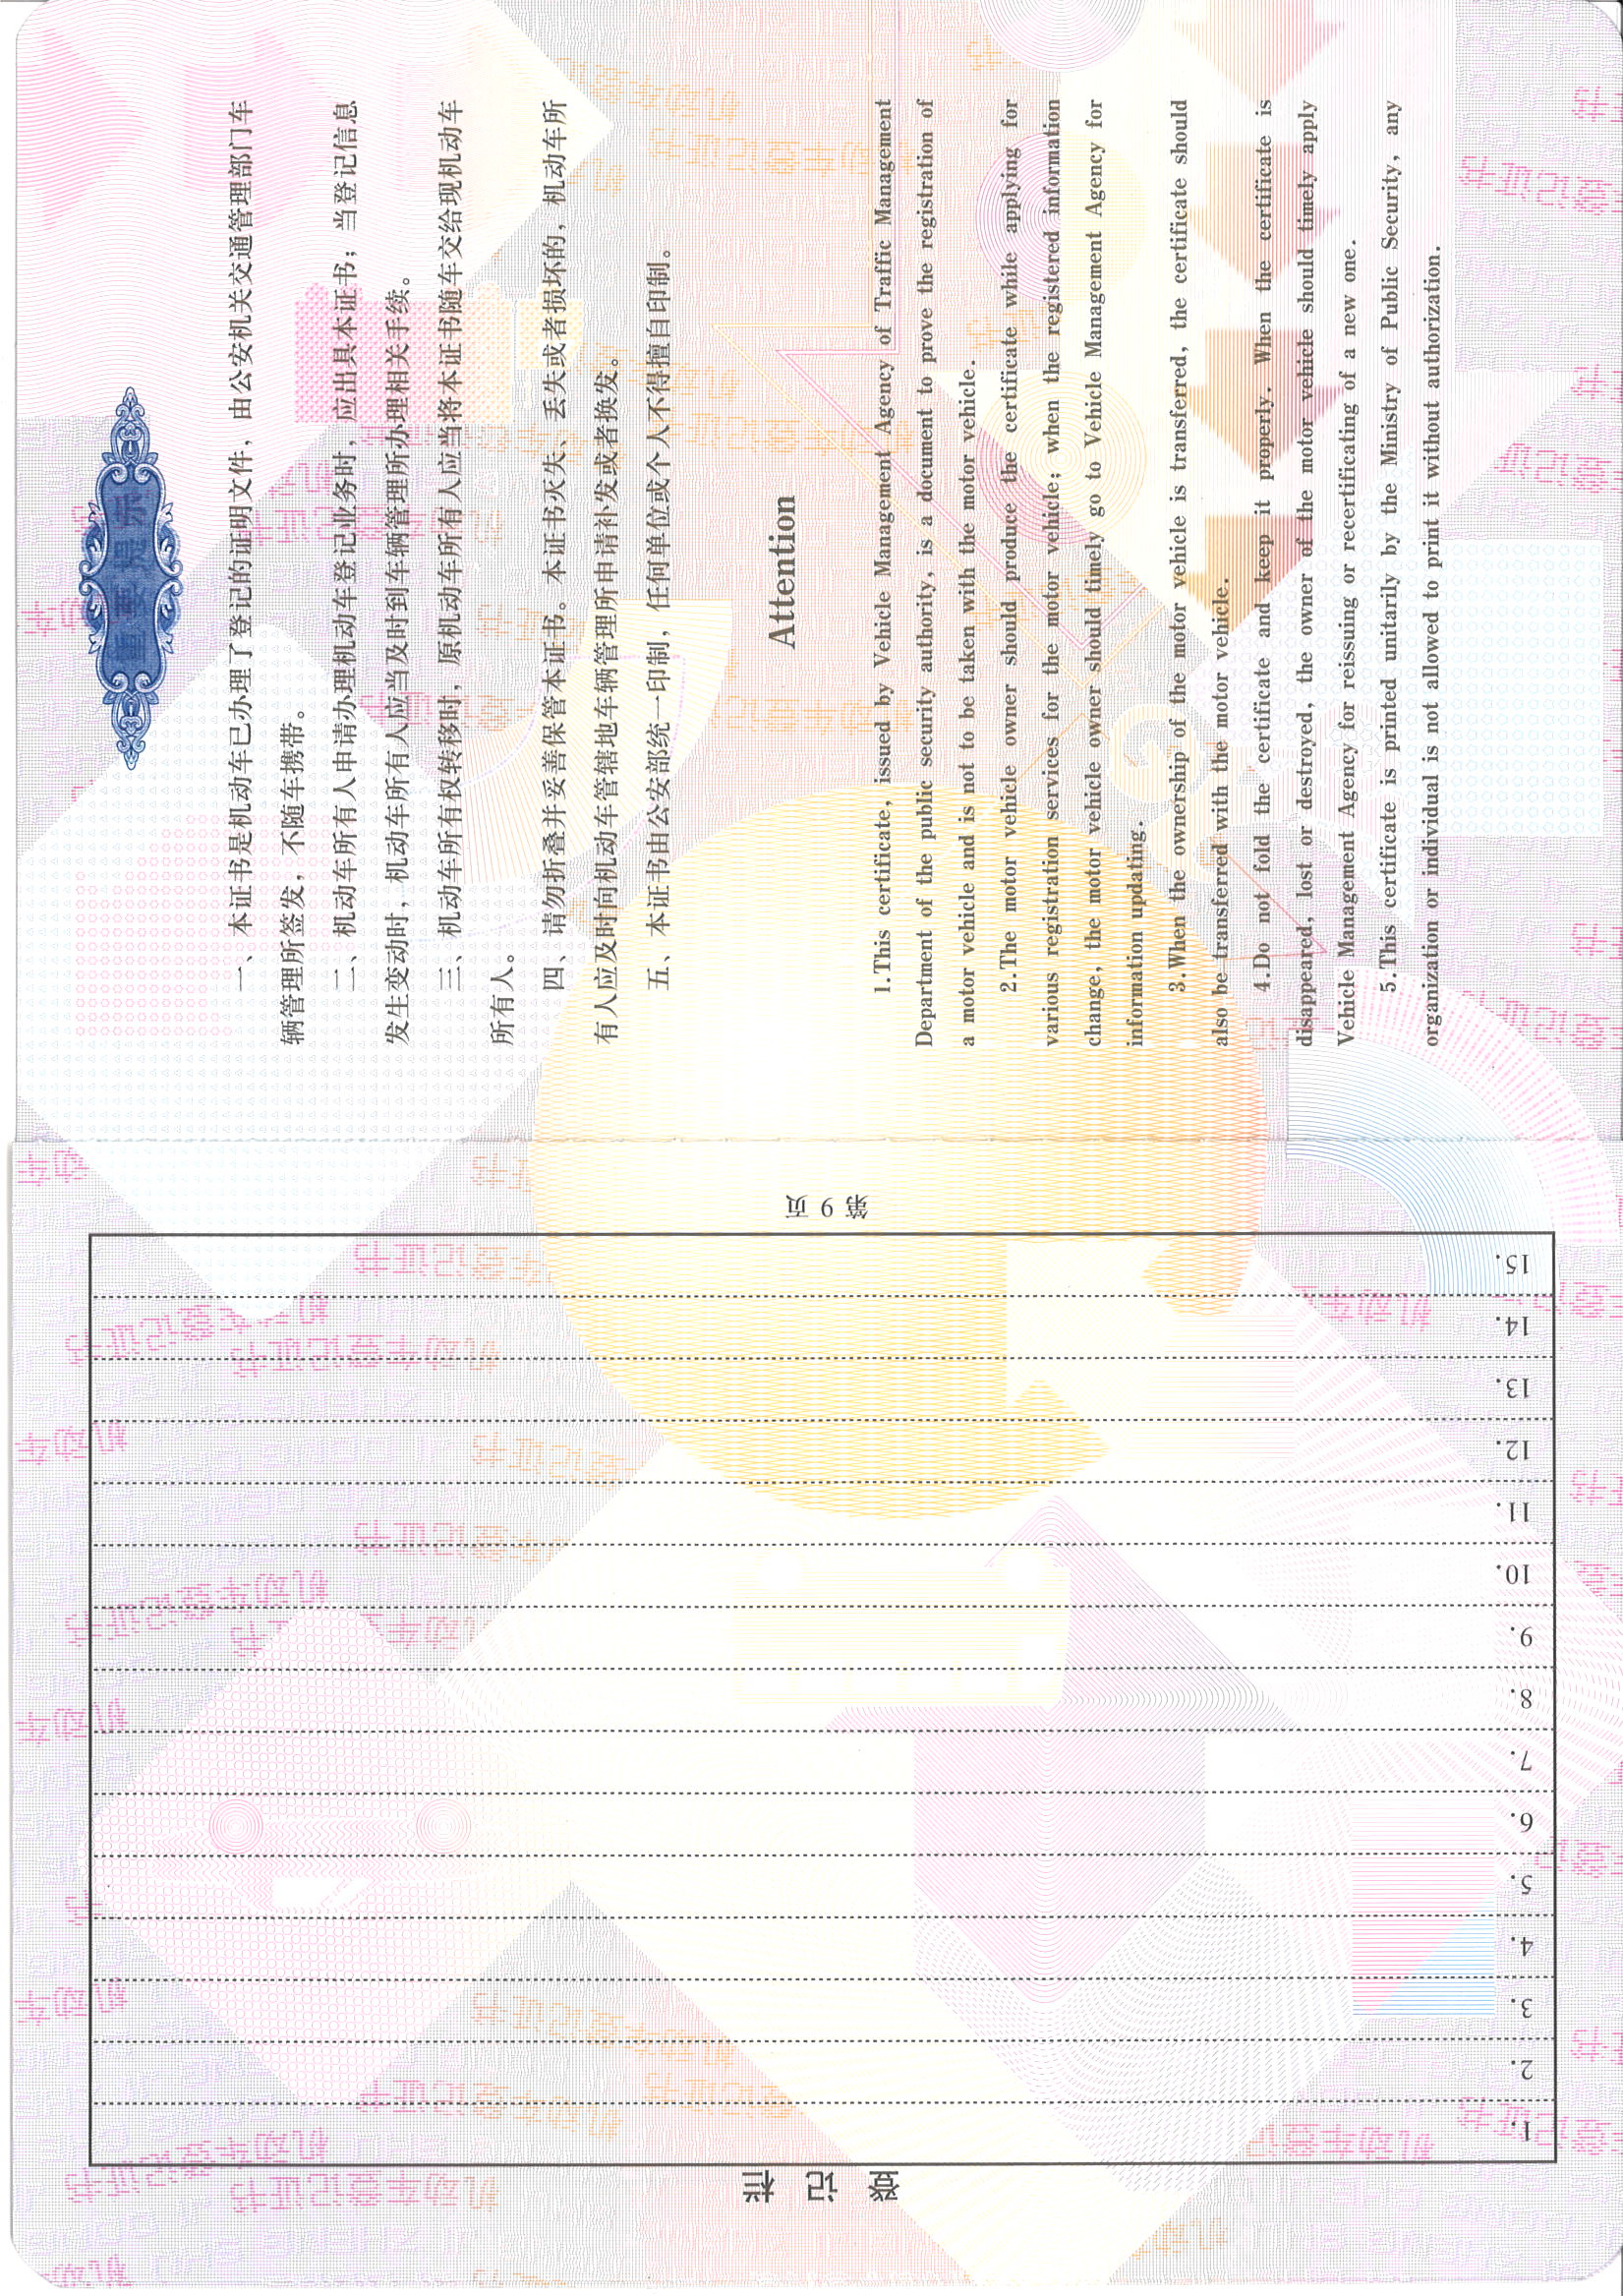 重要提示
一、本证书是机动车已办理了登记的证明文件，由公安机关交通管理部门车
辆管理所签发，不随车携带。
二、机动车所有人申请办理机动车登记业务时，应出具本证书；当登记信息
发生变动时，机动车所有人应当及时到车辆管理所办理相关手续。
三、机动车所有权转移时，原机动车所有人应当将本证书随车交给现机动车
所有人。
四、请勿折叠并妥善保管本证书。本证书灭失、丢失或者损坏的，机动车所
有人应及时向机动车管辖地车辆管理所申请补发或者换发。
五、本证书由公安部统一印制，任何单位或个人不得擅自印制。
Attention
1.This certificate, issued by Vehicle Management Agency of Traffic Management
Department of the public security authority, is a document to prove the registration of
a motor vehicle and is not to be taken with the motor vehicle.
2.The motor vehicle owner should produce the certificate while applying for
various registration services for the motor vehicle; when the registered information
change, the motor vehicle owner should timely go to Vehicle Management Agency for
information updating.
3.When the ownership of the motor vehicle is transferred, the certificate should
also be transferred with the motor vehicle.
4.Do not fold the certificate and keep it properly. When the certificate is
disappeared, lost or destroyed, the owner of the motor vehicle should timely apply
Vehicle Management Agency for reissuing or recertificating of a new one.
5.This certificate is printed unitarily by the Ministry of Public Security, any
organization or individual is not allowed to print it without authorization.
登记栏
1.
2.
3.
4.
5.
6.
7.
8.
9.
10.
11.
12.
13.
14.
15.
第 9 页